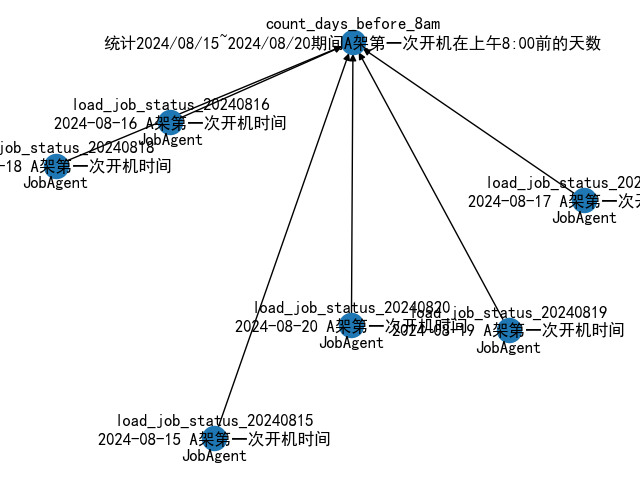 count_days_before_8am
统计2024/08/15~2024/08/20期间A架第一次开机在上午8:00前的天数
load_job_status_20240816
2024-08-16 A架第一次开机时间
JobAgent
job_status_20240818
-18 A架第一次开机时间
JobAgent
load_job_status_202
2024-08-17 A架第一次开
JobAgent
load_job_status_20240820
2024-08-20 A架第一次开机时间
JobAgent
load_job_status_20240819
2024-08-19 A架第一次开机时间
JobAgent
load_job_status_20240815
2024-08-15 A架第一次开机时间
JobAgent